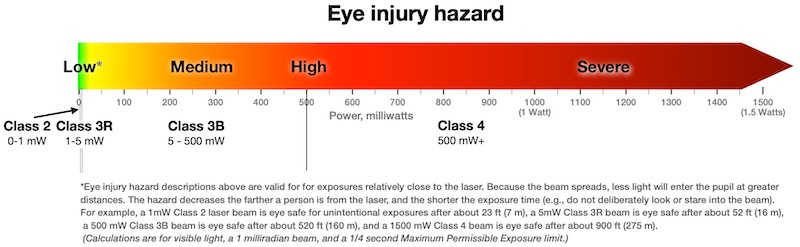 Eye injury hazard
Low* Medium High Severe
0 100 200 300 400 500 600 700 800 900 1000 1100 1200 1300 1400 1500
Power, milliwatts (1 Watt) (1.5 Watts)
Class 2 Class 3R Class 3B Class 4
0-1 mW 1-5 mW 5 - 500 mW 500 mW+
*Eye injury hazard descriptions above are valid for for exposures relatively close to the laser. Because the beam spreads, less light will enter the pupil at greater
distances. The hazard decreases the farther a person is from the laser, and the shorter the exposure time (e.g., do not deliberately look or stare into the beam).
For example, a 1mW Class 2 laser beam is eye safe for unintentional exposures after about 23 ft (7 m), a 5mW Class 3R beam is eye safe after about 52 ft (16 m),
a 500 mW Class 3B beam is eye safe after about 520 ft (160 m), and a 1500 mW Class 4 beam is eye safe after about 900 ft (275 m).
(Calculations are for visible light, a 1 milliradian beam, and a 1/4 second Maximum Permissible Exposure limit.)